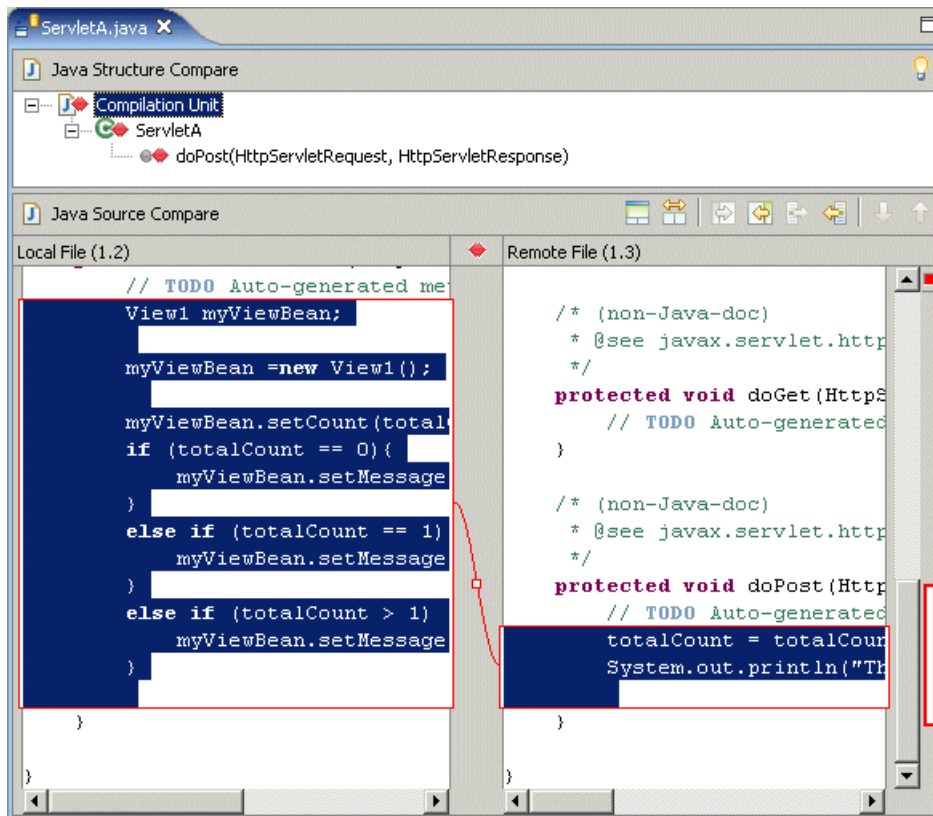 ServletA.java
Java Structure Compare
Compilation Unit
ServletA
doPost(HttpServletRequest, HttpServletResponse)
Java Source Compare
Local File (1.2)
// TODO Auto-generated me
View1 myViewBean;
myViewBean =new View1();
myViewBean.setCount(total
if (totalCount == 0){
myViewBean.setMessage
}
else if (totalCount == 1)
myViewBean.setMessage
}
else if (totalCount > 1)
myViewBean.setMessage
}
}
}
Remote File (1.3)
/* (non-Java-doc)
* @see javax.servlet.http
*/
protected void doGet(HttpS
// TODO Auto-generated
}
/* (non-Java-doc)
* @see javax.servlet.http
*/
protected void doPost(Http
// TODO Auto-generated
totalCount = totalCoun
System.out.println("Th
}
}